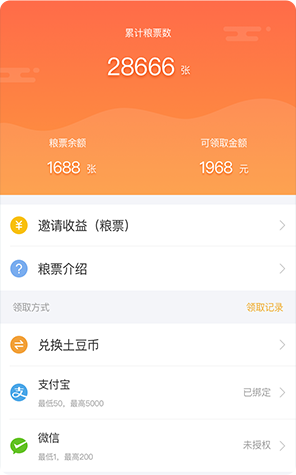 累计粮票数
28666 张
粮票余额 可领取金额
1688 张 1968 元
邀请收益（粮票）
粮票介绍
领取方式 领取记录
兑换土豆币
支付宝 已绑定
最低50，最高5000
微信 未授权
最低1，最高200